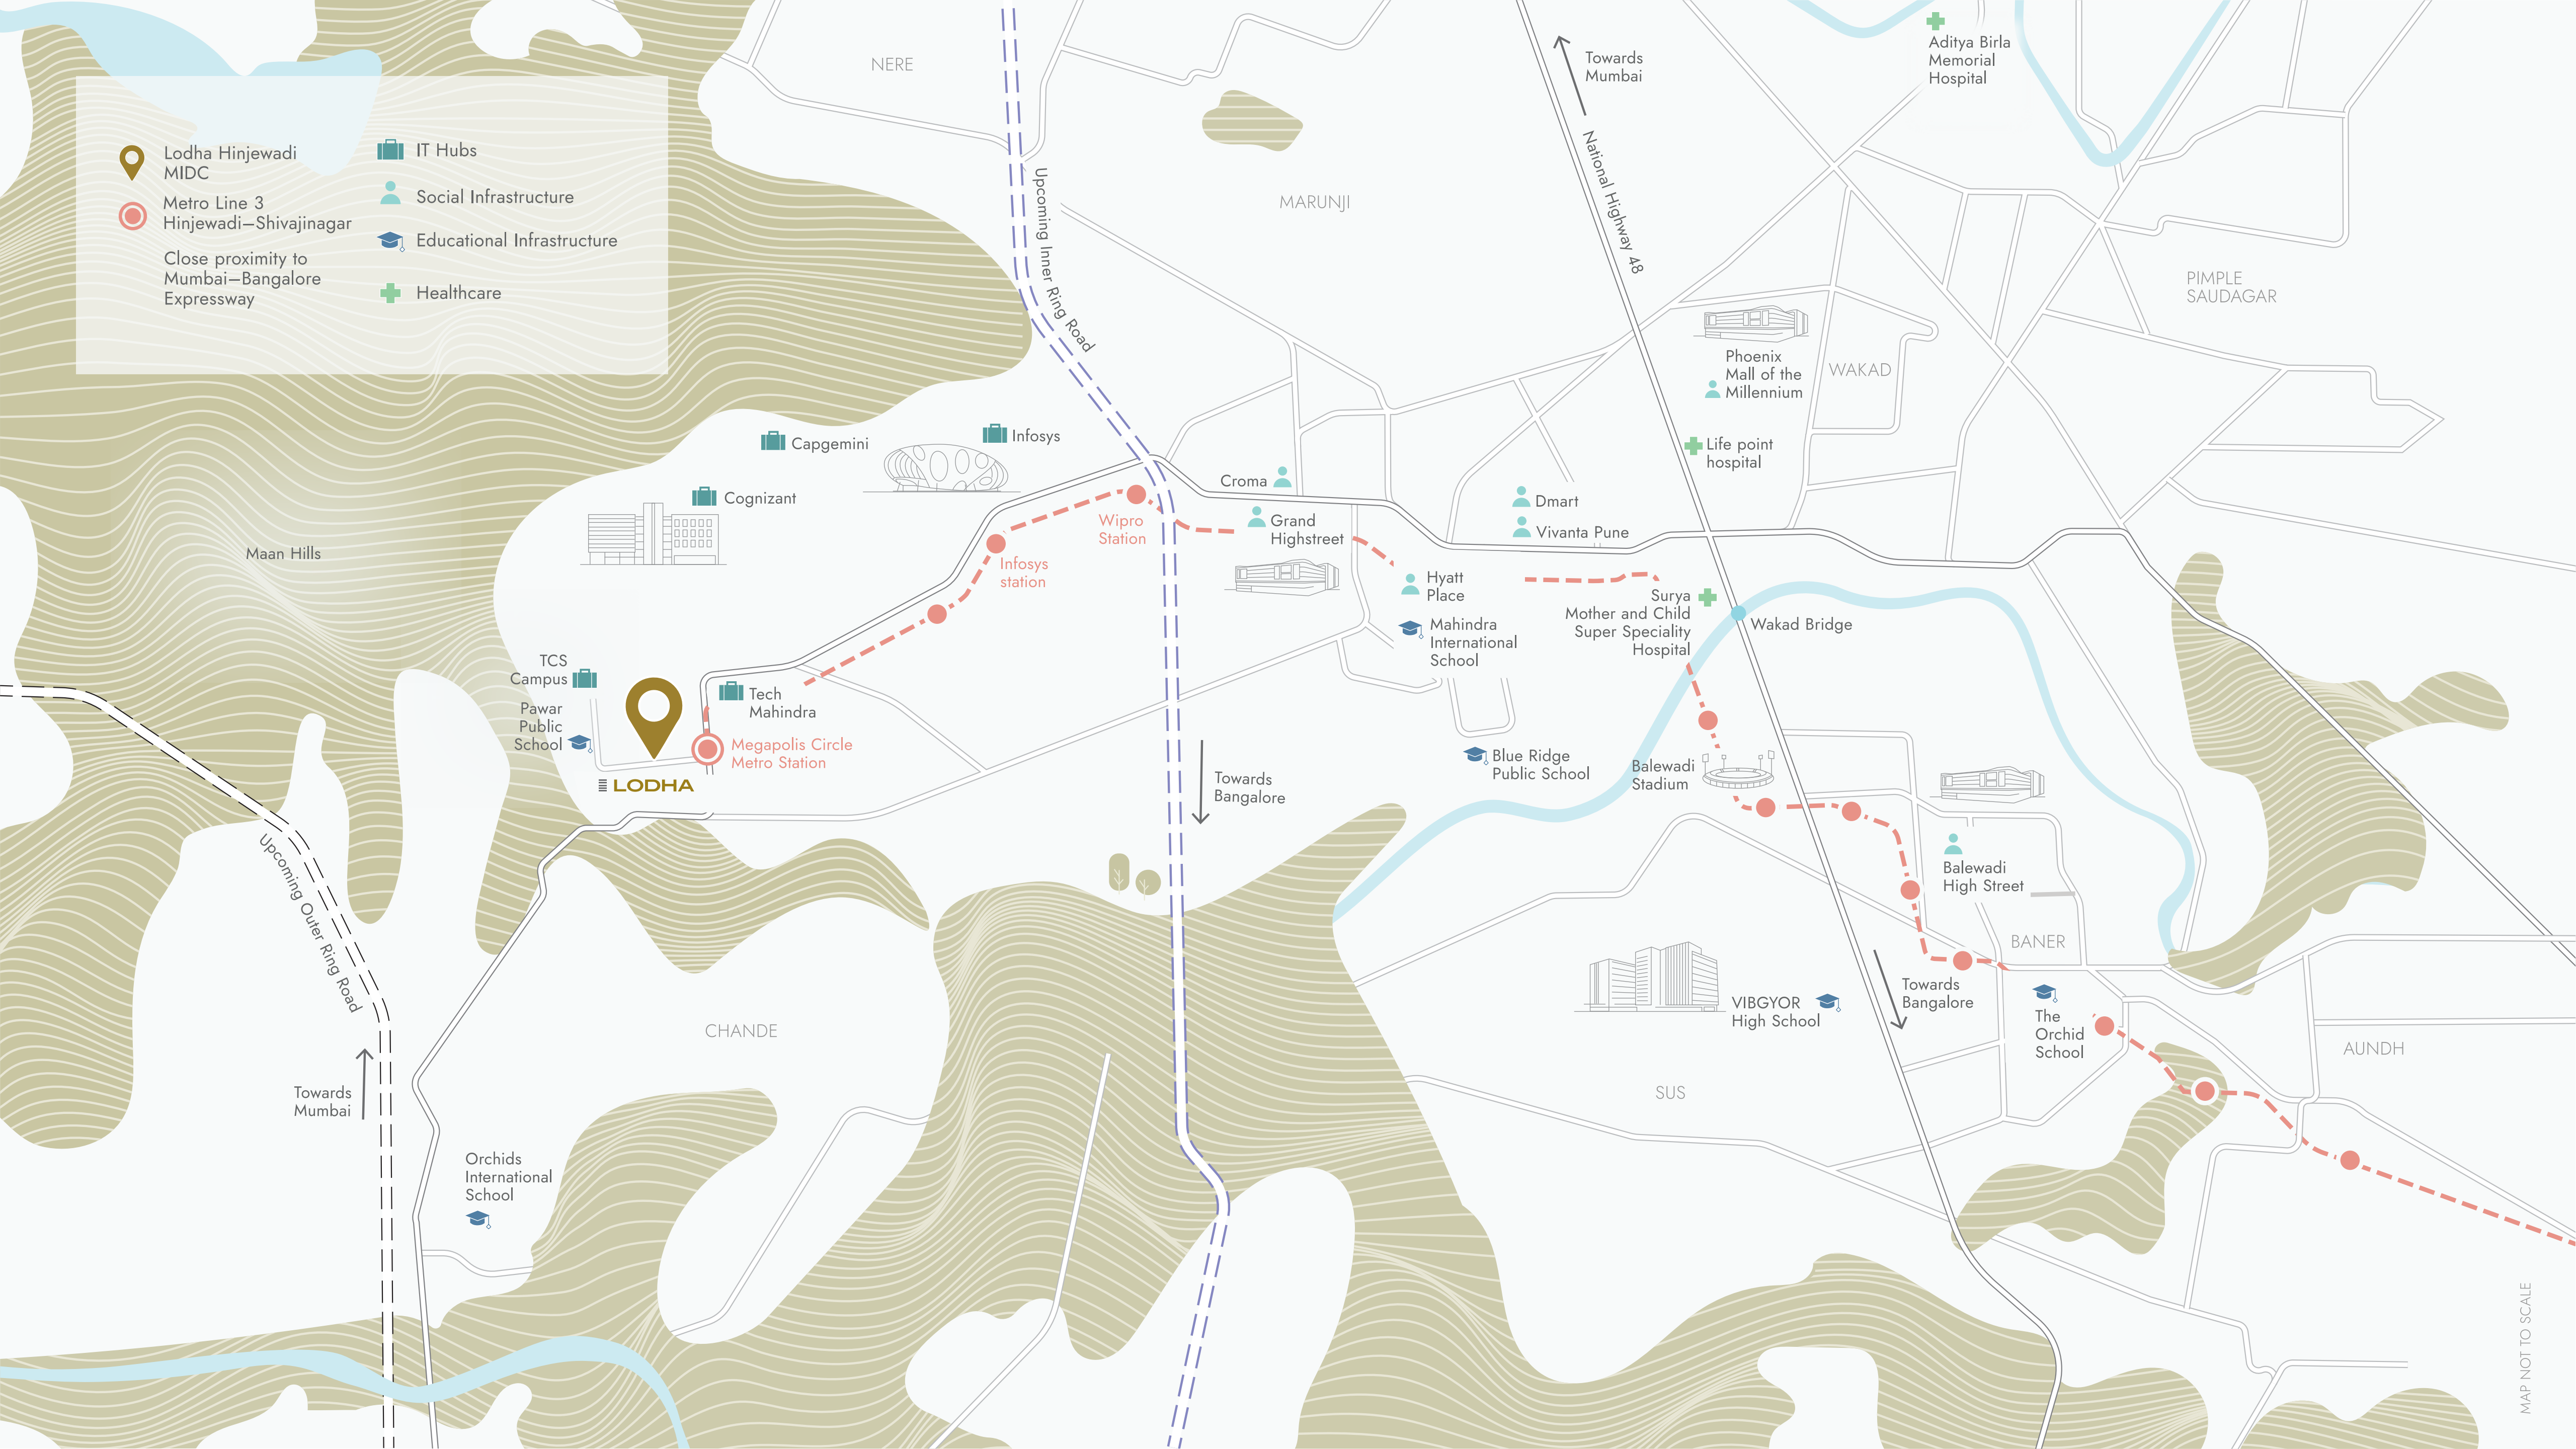 Lodha Hinjewadi
MIDC
Metro Line 3
Hinjewadi–Shivajinagar
Close proximity to
Mumbai–Bangalore
Expressway
IT Hubs
Social Infrastructure
Educational Infrastructure
Healthcare
NERE
MARUNJI
Towards
Mumbai
National Highway 48
Aditya Birla
Memorial
Hospital
PIMPLE
SAUDAGAR
Upcoming Inner Ring Road
Phoenix
Mall of the
Millennium
WAKAD
Life point
hospital
Capgemini
Infosys
Cognizant
Croma
Grand
Highstreet
Dmart
Vivanta Pune
Wipro
Station
Infosys
station
Maan Hills
Hyatt
Place
Mahindra
International
School
Surya
Mother and Child
Super Speciality
Hospital
Wakad Bridge
TCS
Campus
Pawar
Public
School
Tech
Mahindra
Megapolis Circle
Metro Station
LODHA
Towards
Bangalore
Blue Ridge
Public School
Balewadi
Stadium
Balewadi
High Street
Upcoming Outer Ring Road
BANER
Towards
Bangalore
VIBGYOR
High School
The
Orchid
School
AUNDH
CHANDE
SUS
Towards
Mumbai
Orchids
International
School
MAP NOT TO SCALE